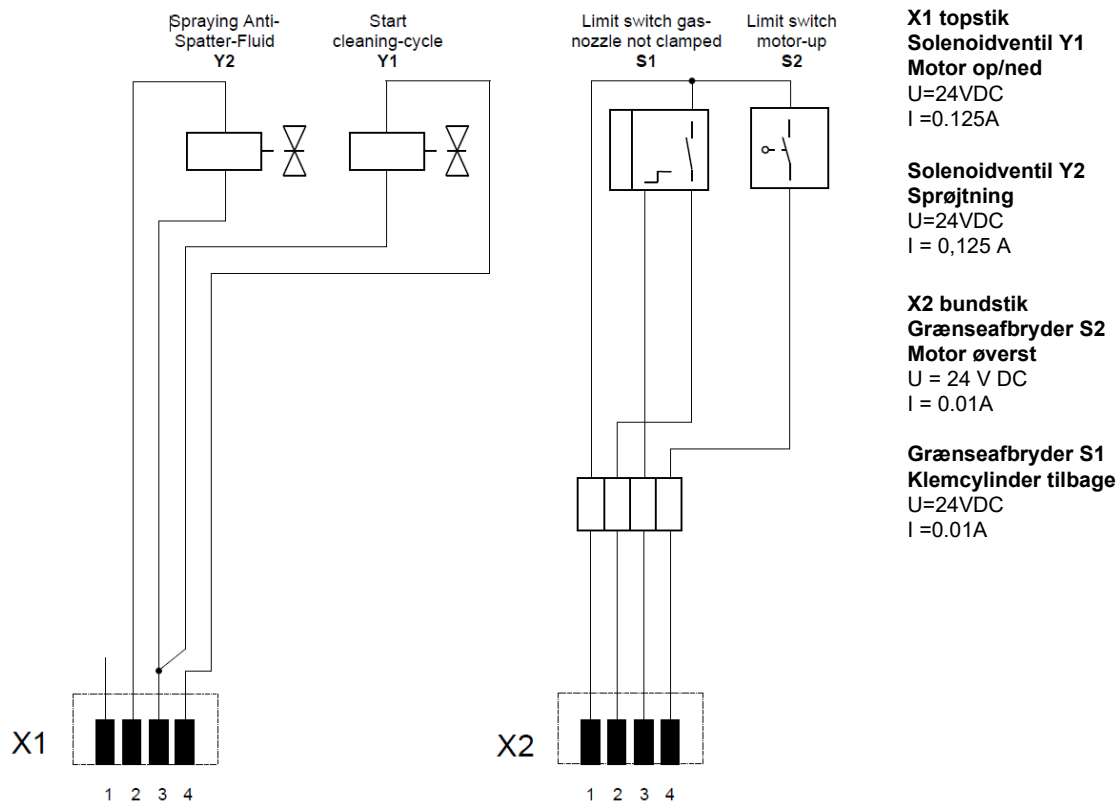 Spraying Anti-
Spatter-Fluid
Y2
Start
cleaning-cycle
Y1
Limit switch gas-
nozzle not clamped
S1
Limit switch
motor-up
S2
X1 topstik
Solenoidventil Y1
Motor op/ned
U=24VDC
I =0.125A
Solenoidventil Y2
Sprøjtning
U=24VDC
I = 0,125 A
X2 bundstik
Grænseafbryder S2
Motor øverst
U = 24 V DC
I = 0.01A
Grænseafbryder S1
Klemcylinder tilbage
U=24VDC
I =0.01A
X1
1 2 3 4
X2
1 2 3 4